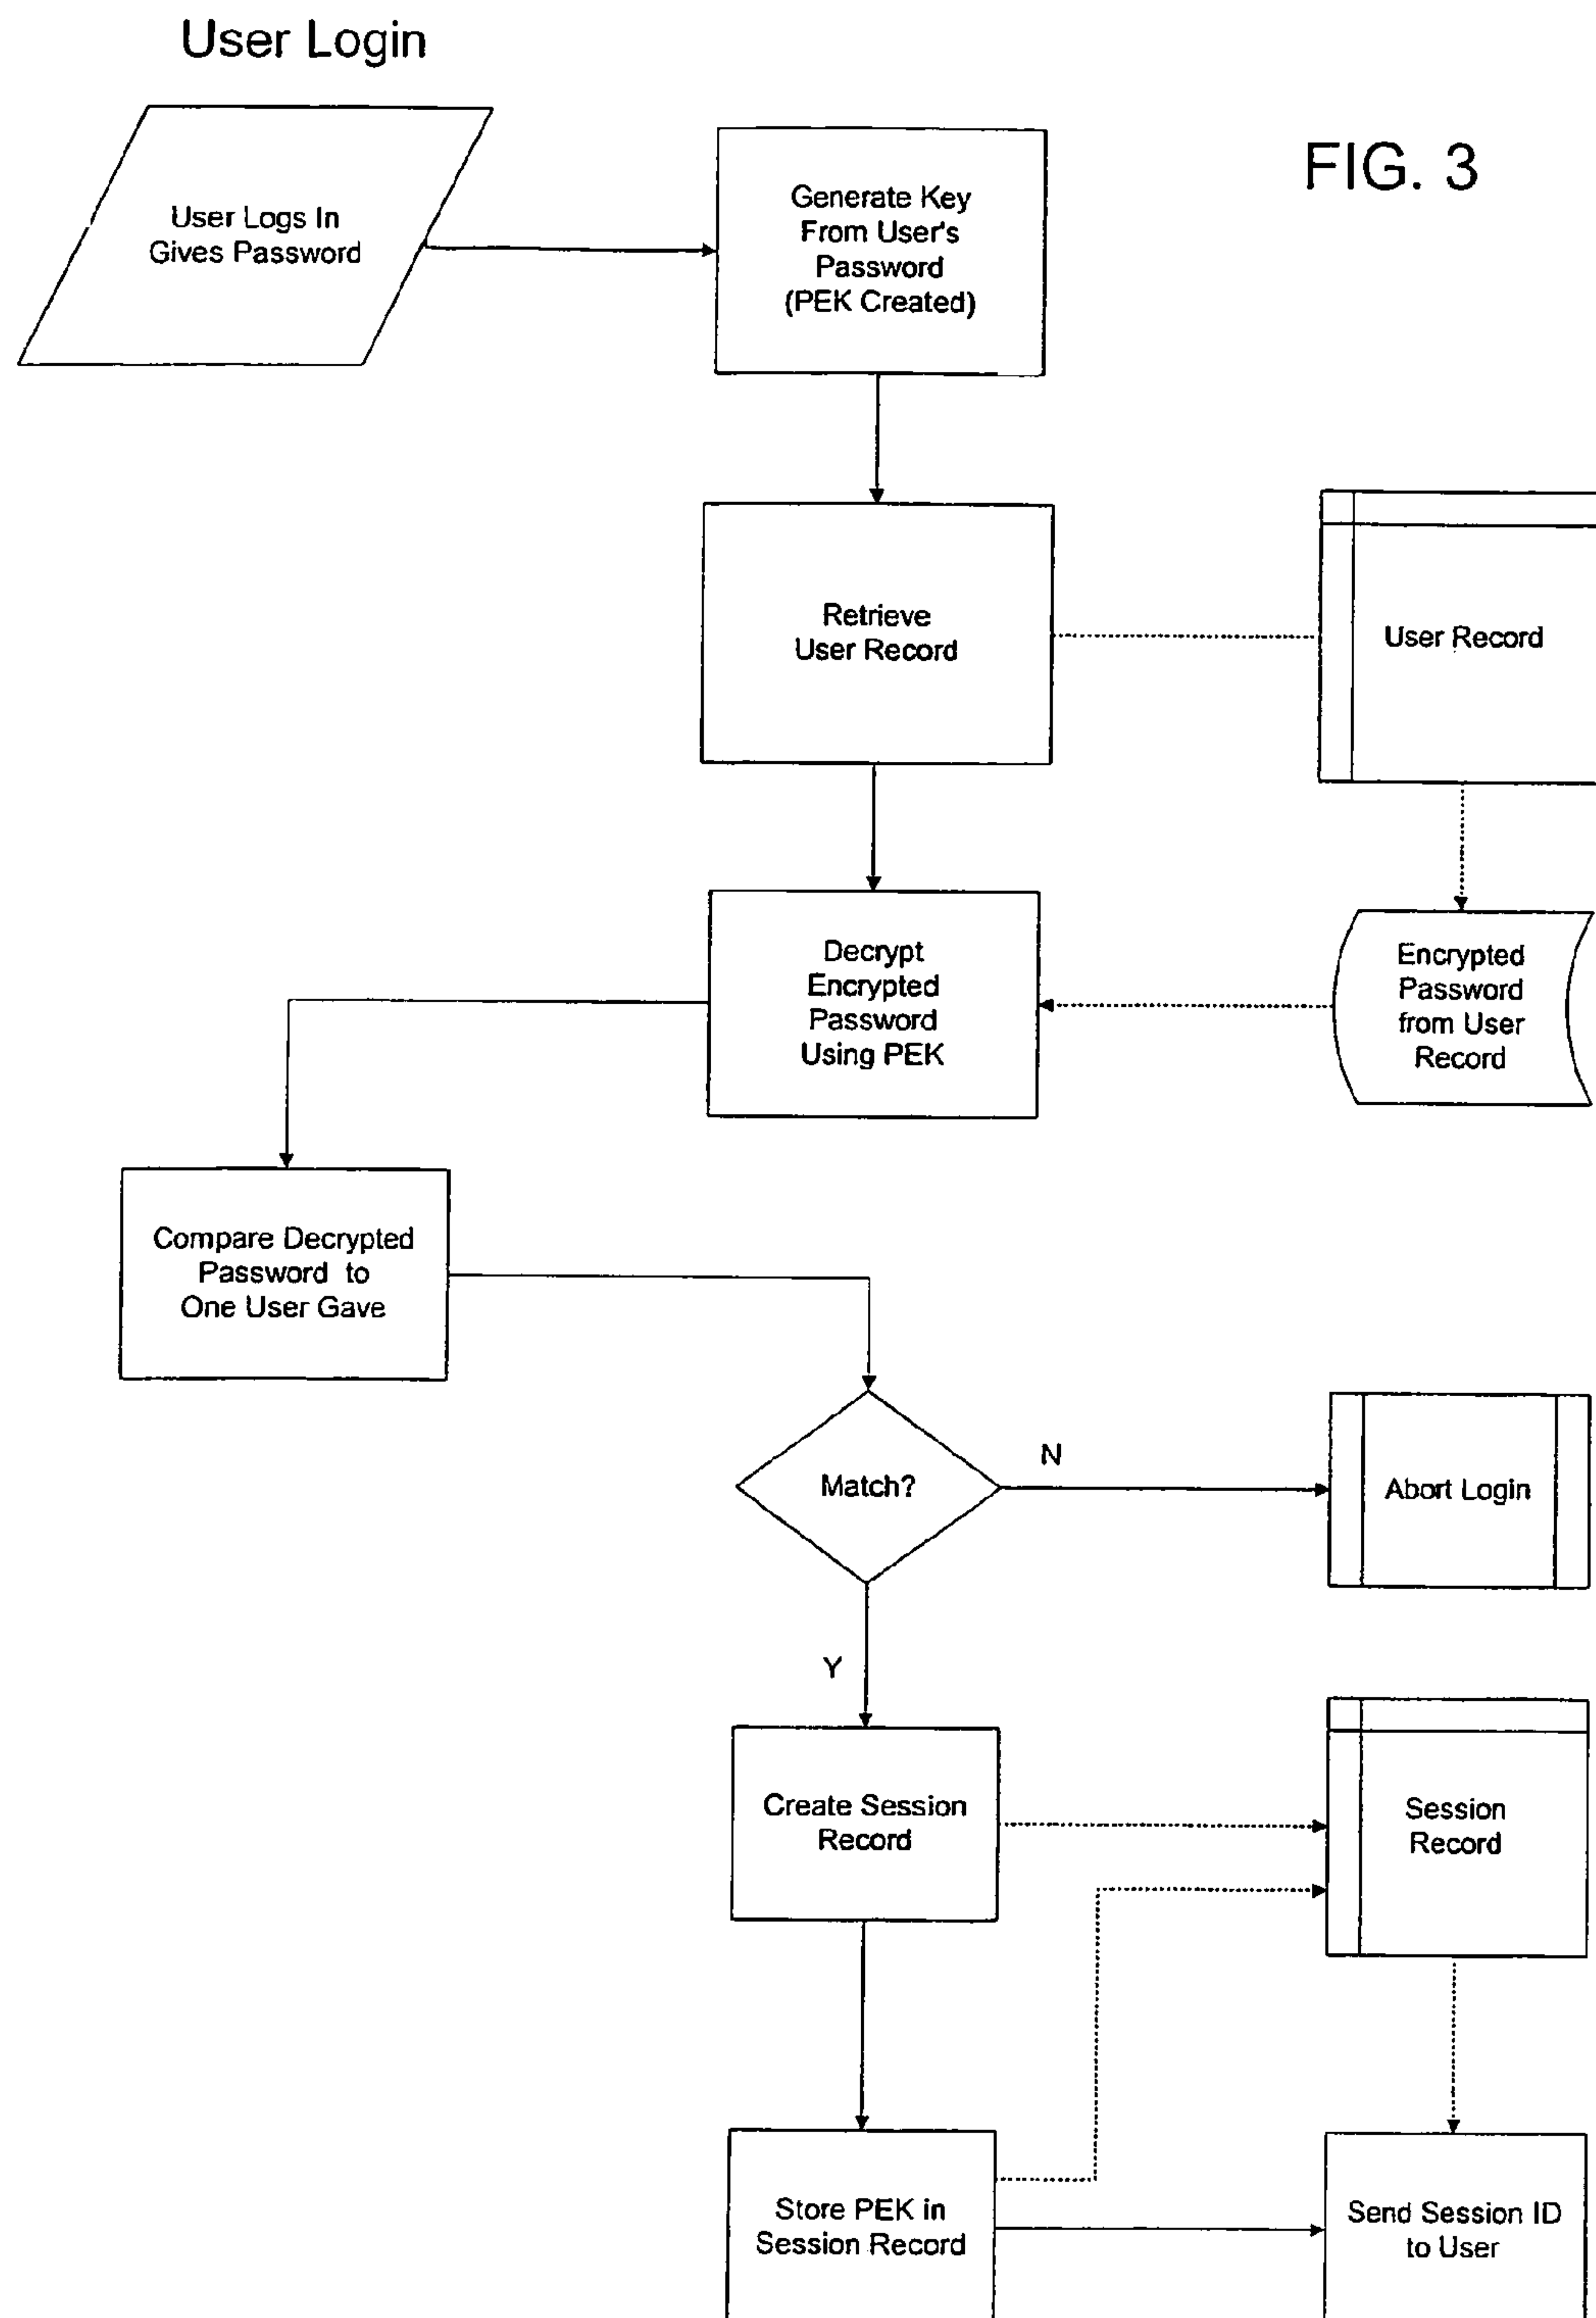 User Login
FIG. 3
User Logs In
Gives Password
Generate Key
From User's
Password
(PEK Created)
Retrieve
User Record
User Record
Decrypt
Encrypted
Password
Using PEK
Encrypted
Password
from User
Record
Compare Decrypted
Password to
One User Gave
Match?
N
Abort Login
Y
Create Session
Record
Session
Record
Store PEK in
Session Record
Send Session ID
to User